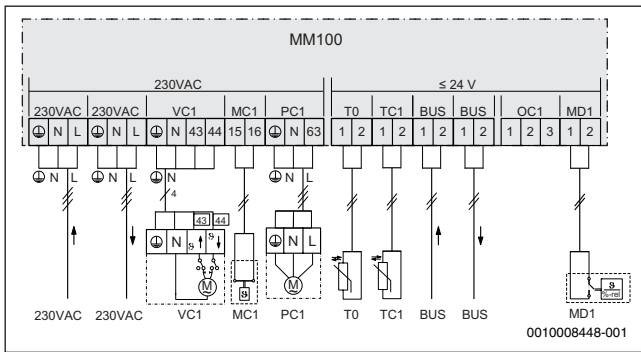 MM100
230VAC ≤ 24 V
230VAC 230VAC VC1 MC1 PC1 T0 TC1 BUS BUS OC1 MD1
N L N L N 43 44 15 16 N 63 1 2 1 2 1 2 1 2 1 2 3 1 2
N L N L N N L
4
43 44
N ϑ ϑ N L
M M
ϑ
ϑ
%-rel
230VAC 230VAC VC1 MC1 PC1 T0 TC1 BUS BUS MD1
0010008448-001